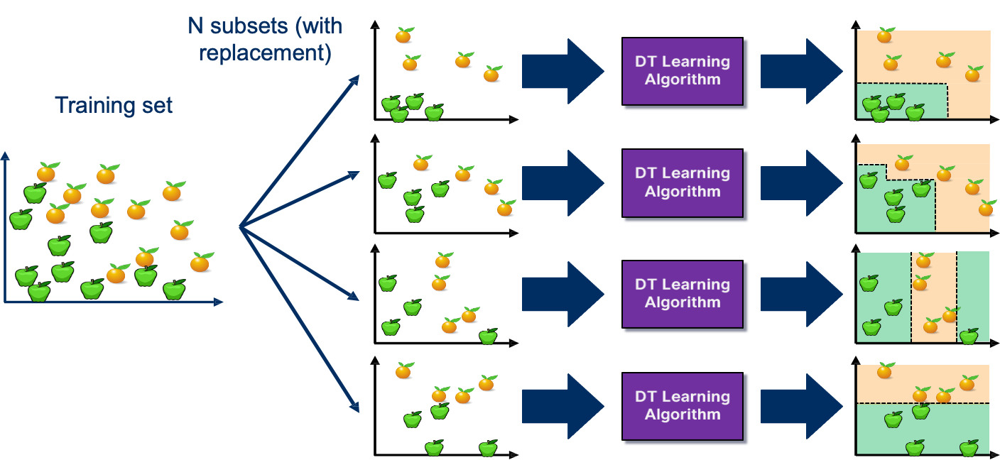 N subsets (with
replacement)
Training set
DT Learning
Algorithm
DT Learning
Algorithm
DT Learning
Algorithm
DT Learning
Algorithm